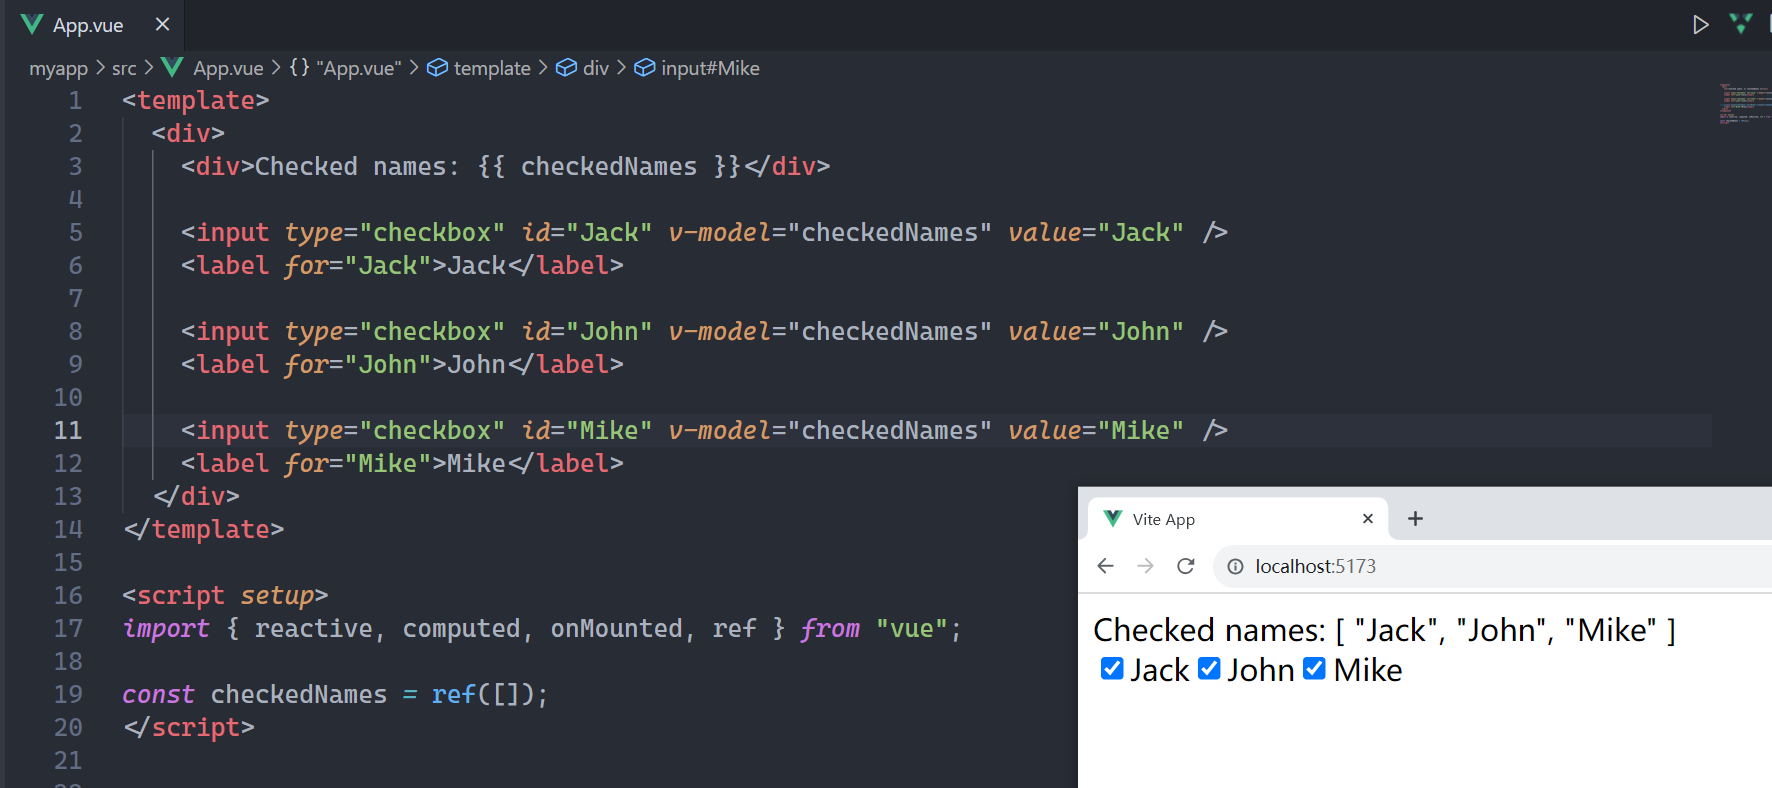 App.vue
myapp > src > App.vue > {} "App.vue" > template > div > input#Mike
1 <template>
2 <div>
3 <div>Checked names: {{ checkedNames }}</div>
4
5 <input type="checkbox" id="Jack" v-model="checkedNames" value="Jack" />
6 <label for="Jack">Jack</label>
7
8 <input type="checkbox" id="John" v-model="checkedNames" value="John" />
9 <label for="John">John</label>
10
11 <input type="checkbox" id="Mike" v-model="checkedNames" value="Mike" />
12 <label for="Mike">Mike</label>
13 </div>
14 </template>
15
16 <script setup>
17 import { reactive, computed, onMounted, ref } from "vue";
18
19 const checkedNames = ref([]);
20 </script>
21
Vite App
localhost:5173
Checked names: [ "Jack", "John", "Mike" ]
Jack John Mike